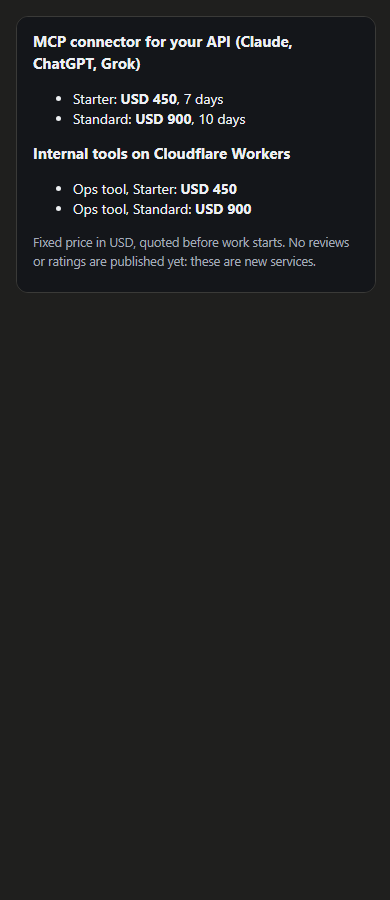 MCP connector for your API (Claude,
ChatGPT, Grok)
• Starter: USD 450, 7 days
• Standard: USD 900, 10 days
Internal tools on Cloudflare Workers
• Ops tool, Starter: USD 450
• Ops tool, Standard: USD 900
Fixed price in USD, quoted before work starts. No reviews
or ratings are published yet: these are new services.